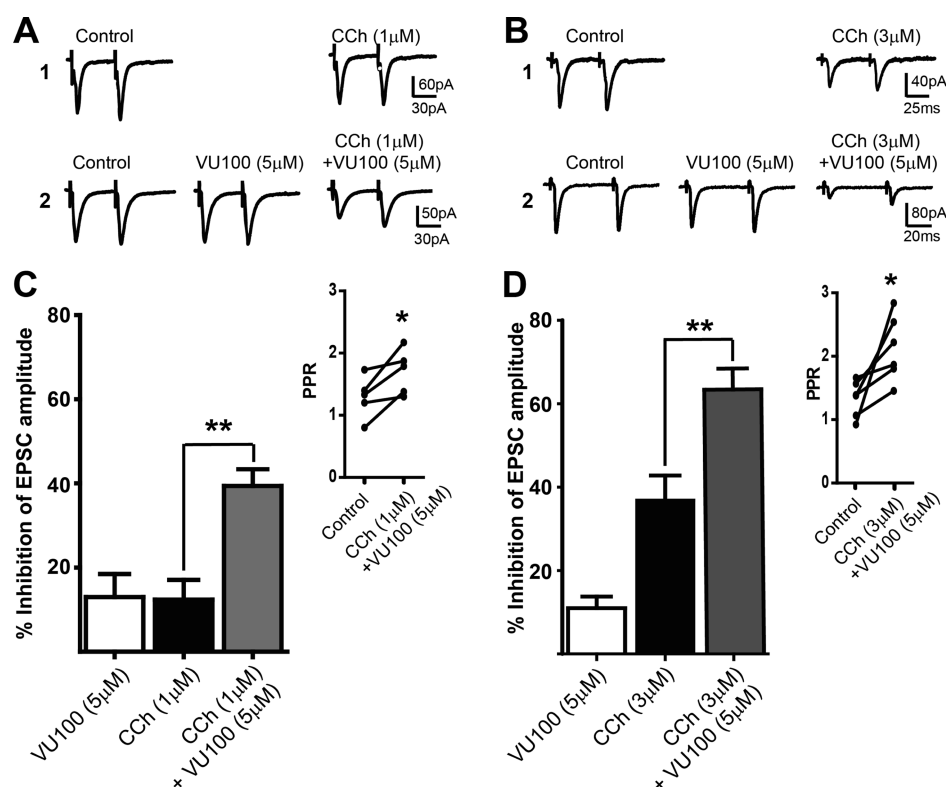 A
Control
CCh (1μM)
1
60pA
30pA
Control
VU100 (5μM)
CCh (1μM)
+VU100 (5μM)
2
50pA
30pA
B
Control
CCh (3μM)
1
40pA
25ms
Control
VU100 (5μM)
CCh (3μM)
+VU100 (5μM)
2
80pA
20ms
C
% Inhibition of EPSC amplitude
80
60
40
20
**
VU100 (5μM)
CCh (1μM)
CCh (1μM)
+ VU100 (5μM)
PPR
3
2
1
0
*
Control
CCh (1μM)
+VU100 (5μM)
D
% Inhibition of EPSC amplitude
80
60
40
20
**
VU100 (5μM)
CCh (3μM)
CCh (3μM)
+ VU100 (5μM)
PPR
3
2
1
0
*
Control
CCh (3μM)
+VU100 (5μM)